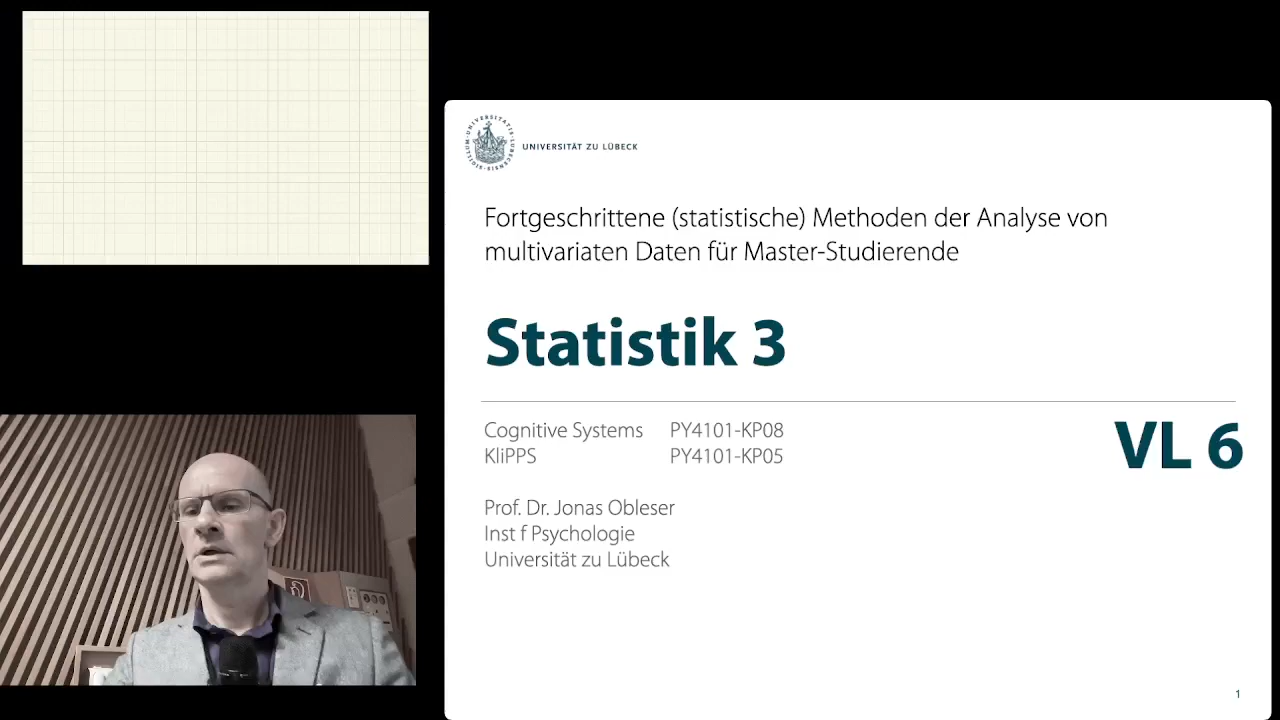 UNIVERSITÄT ZU LÜBECK
Fortgeschrittene (statistische) Methoden der Analyse von
multivariaten Daten für Master-Studierende
Statistik 3
Cognitive Systems PY4101-KP08
KliPPS PY4101-KP05
VL 6
Prof. Dr. Jonas Obleser
Inst f Psychologie
Universität zu Lübeck
1